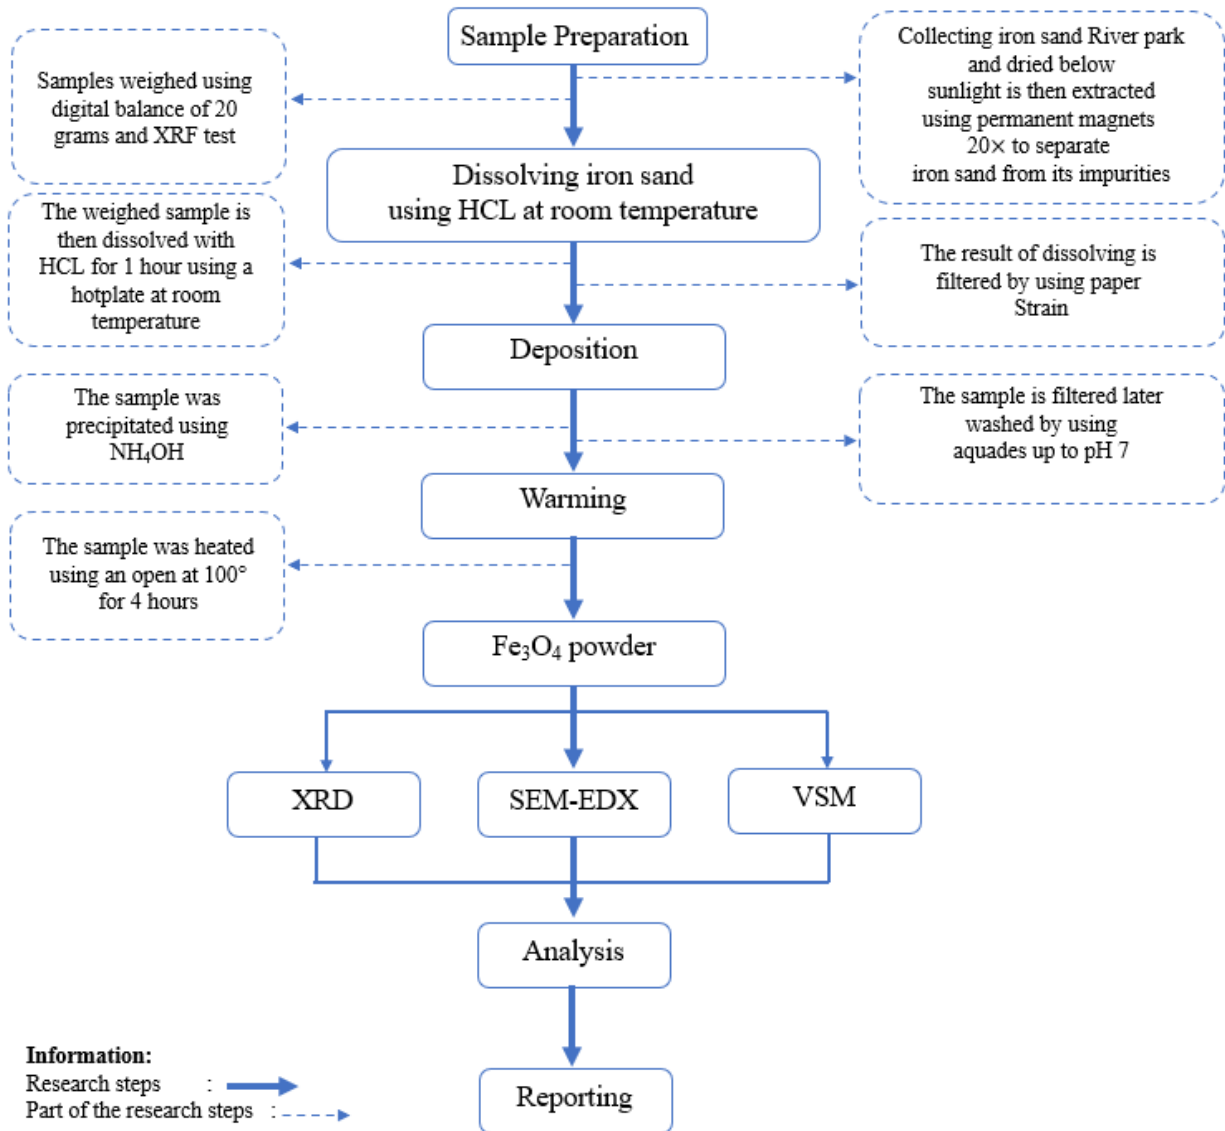 Sample Preparation
Samples weighed using
digital balance of 20
grams and XRF test
Collecting iron sand River park
and dried below
sunlight is then extracted
using permanent magnets
20× to separate
iron sand from its impurities
Dissolving iron sand
using HCL at room temperature
The weighed sample is
then dissolved with
HCL for 1 hour using a
hotplate at room
temperature
The result of dissolving is
filtered by using paper
Strain
Deposition
The sample was
precipitated using
NH₄OH
The sample is filtered later
washed by using
aquades up to pH 7
Warming
The sample was heated
using an open at 100°
for 4 hours
Fe₃O₄ powder
XRD
SEM-EDX
VSM
Analysis
Reporting
Information:
Research steps :
Part of the research steps :